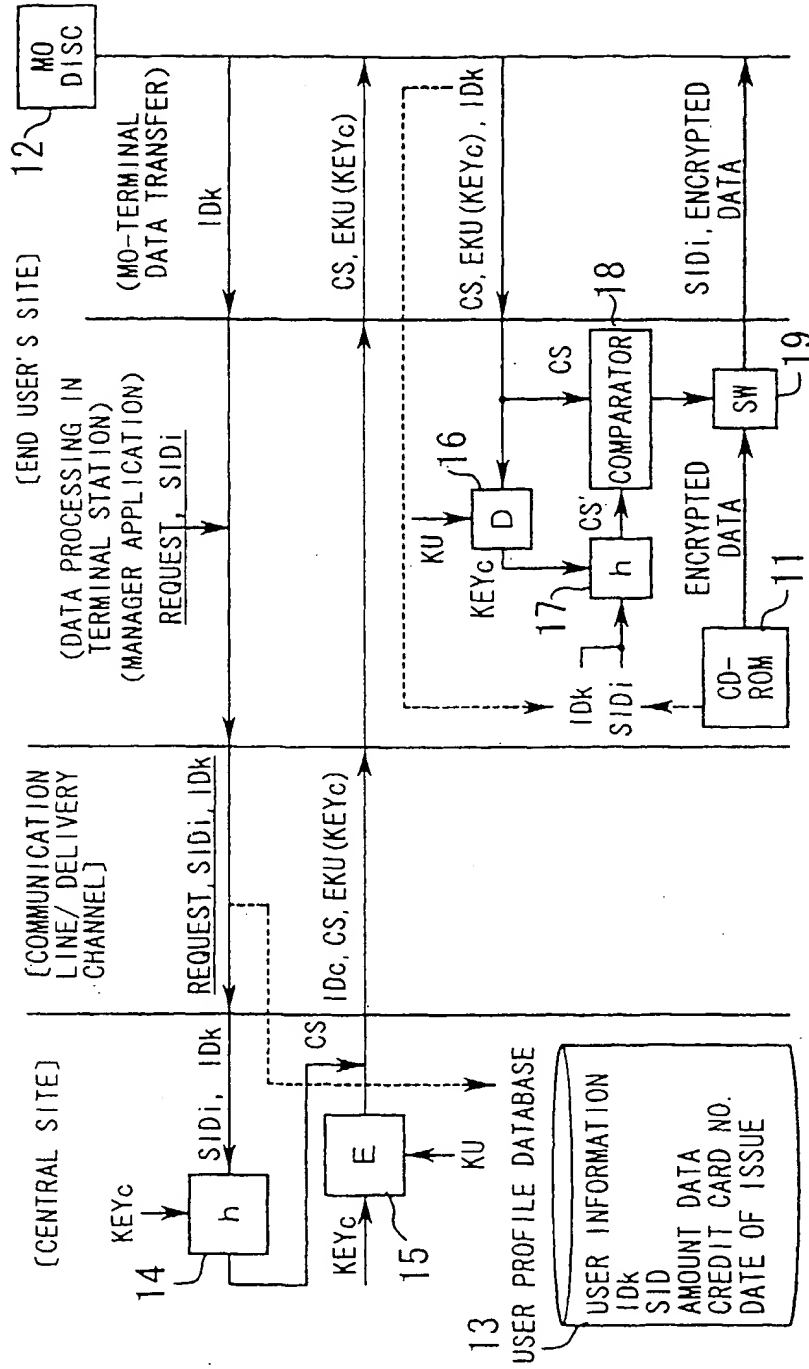 [CENTRAL SITE]
[COMMUNICATION
LINE/ DELIVERY
CHANNEL]
[END USER'S SITE]
(DATA PROCESSING IN
TERMINAL STATION)
(MANAGER APPLICATION)
REQUEST, SIDi
(MO-TERMINAL
DATA TRANSFER)
12
MO
DISC
IDk
REQUEST, SIDi, IDk
SIDi, IDk
KEYc
h
14
CS
KEYc
E
15
KU
IDc, CS, EKU(KEYc)
CS, EKU(KEYc)
CS, EKU(KEYc), IDk
KU
D
16
KEYc
CS
17
h
CS'
COMPARATOR
18
IDk
SIDi
CD-
ROM
11
ENCRYPTED
DATA
SW
19
SIDi, ENCRYPTED
DATA
13
USER PROFILE DATABASE
USER INFORMATION
IDk
SID
AMOUNT DATA
CREDIT CARD NO.
DATE OF ISSUE